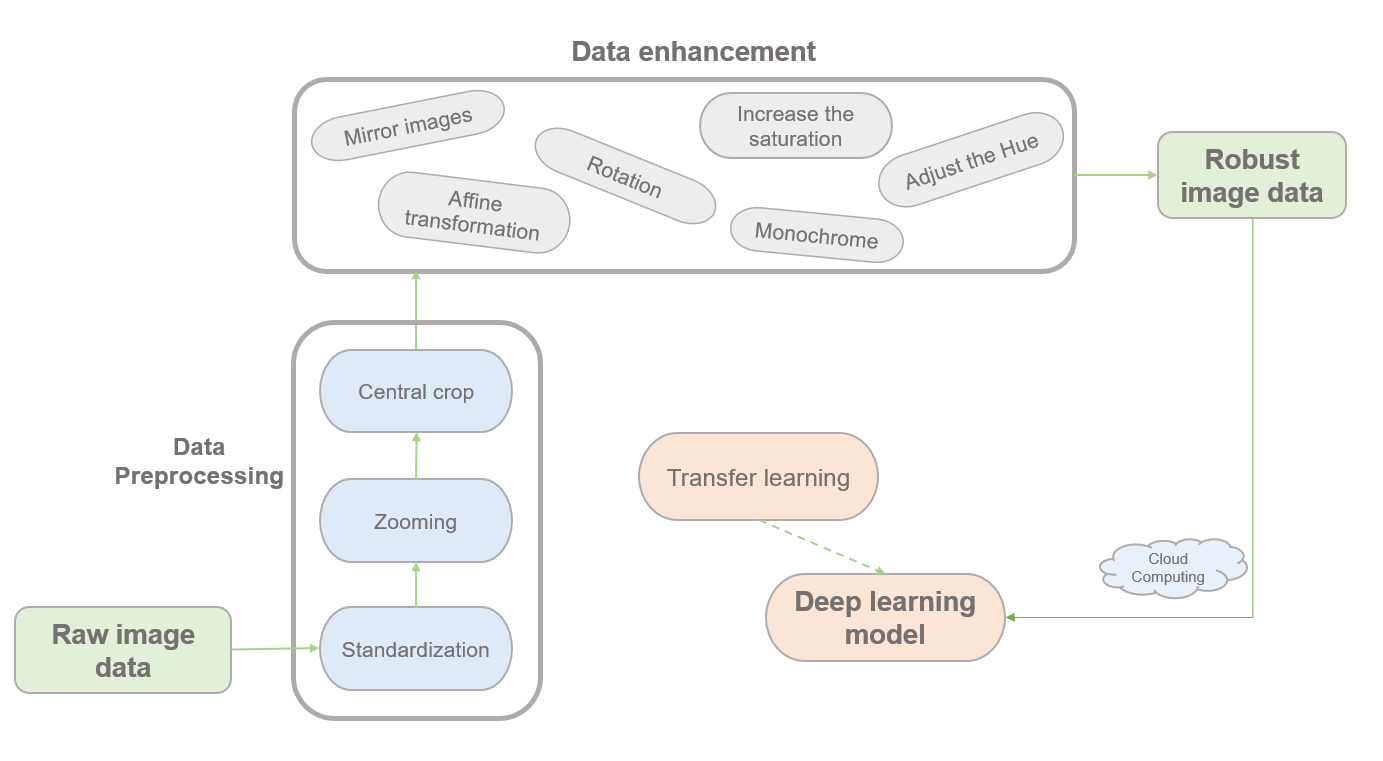 Data enhancement
Mirror images
Affine
transformation
Rotation
Increase the
saturation
Monochrome
Adjust the Hue
Robust
image data
Central crop
Data
Preprocessing
Zooming
Standardization
Raw image
data
Transfer learning
Deep learning
model
Cloud
Computing